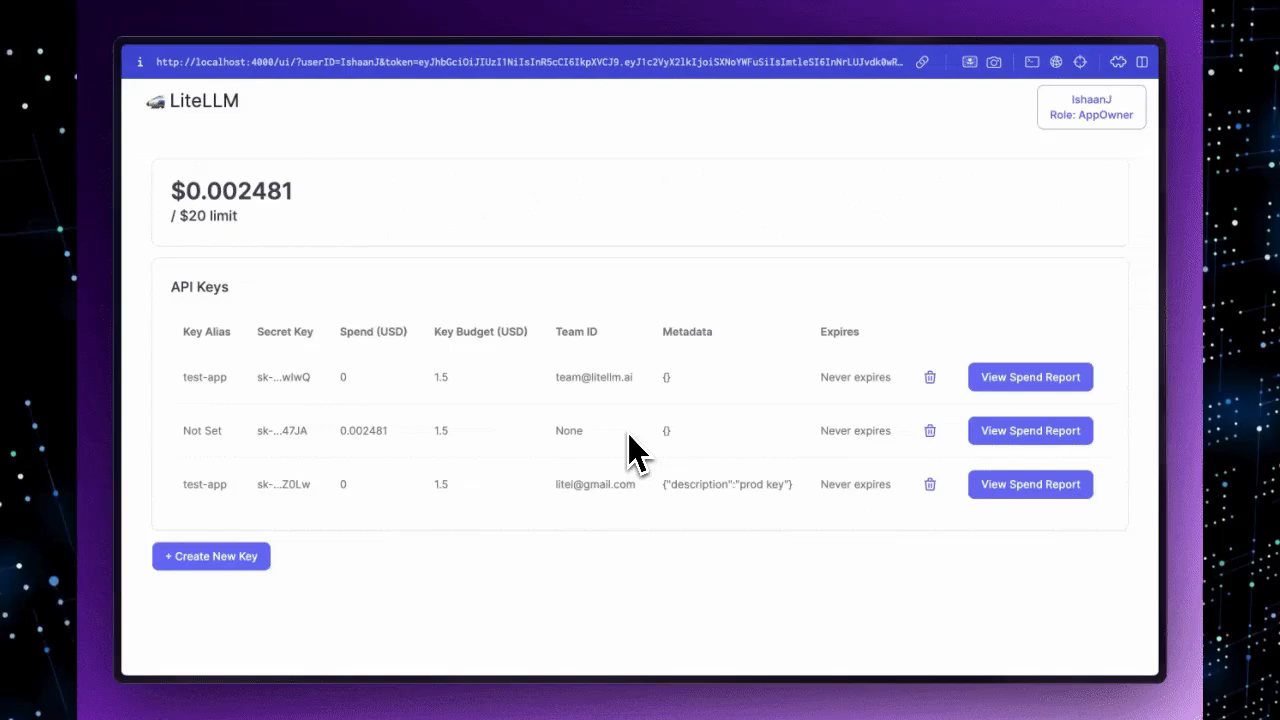 i http://localhost:4000/ui/?userID=IshaanJ&token=eyJhbGciOiJIUzI1NiIsInR5cCI6IkpXVCJ9.eyJ1c2VyX2lkIjoiSXNoYWFuSiIsImtleSI6InNrLUJvdk0wR…
LiteLLM
IshaanJ
Role: AppOwner
$0.002481
/ $20 limit
API Keys
Key Alias Secret Key Spend (USD) Key Budget (USD) Team ID Metadata Expires
test-app sk-...wIwQ 0 1.5 team@litellm.ai {} Never expires View Spend Report
Not Set sk-...47JA 0.002481 1.5 None {} Never expires View Spend Report
test-app sk-...Z0Lw 0 1.5 litel@gmail.com {"description":"prod key"} Never expires View Spend Report
+ Create New Key